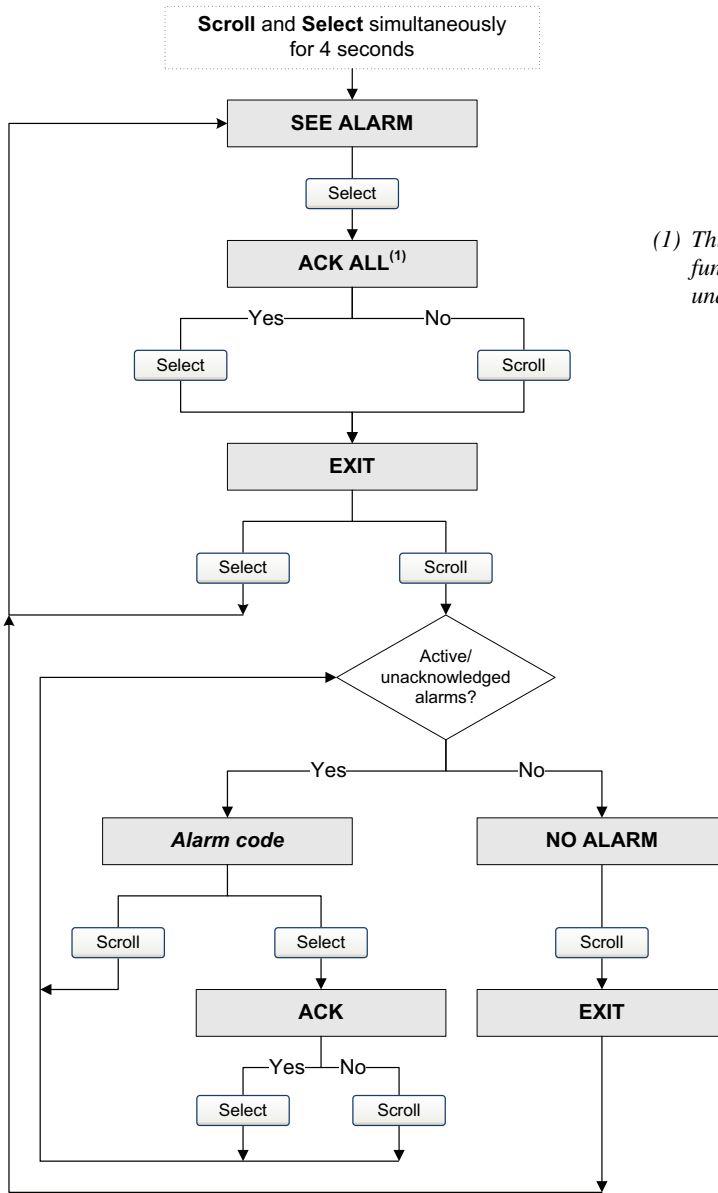 Scroll and Select simultaneously
for 4 seconds
SEE ALARM
Select
ACK ALL(1)
(1) Th
fun
una
Yes No
Select Scroll
EXIT
Select Scroll
Active/
unacknowledged
alarms?
Yes No
Alarm code NO ALARM
Scroll Select Scroll
ACK EXIT
Yes No
Select Scroll